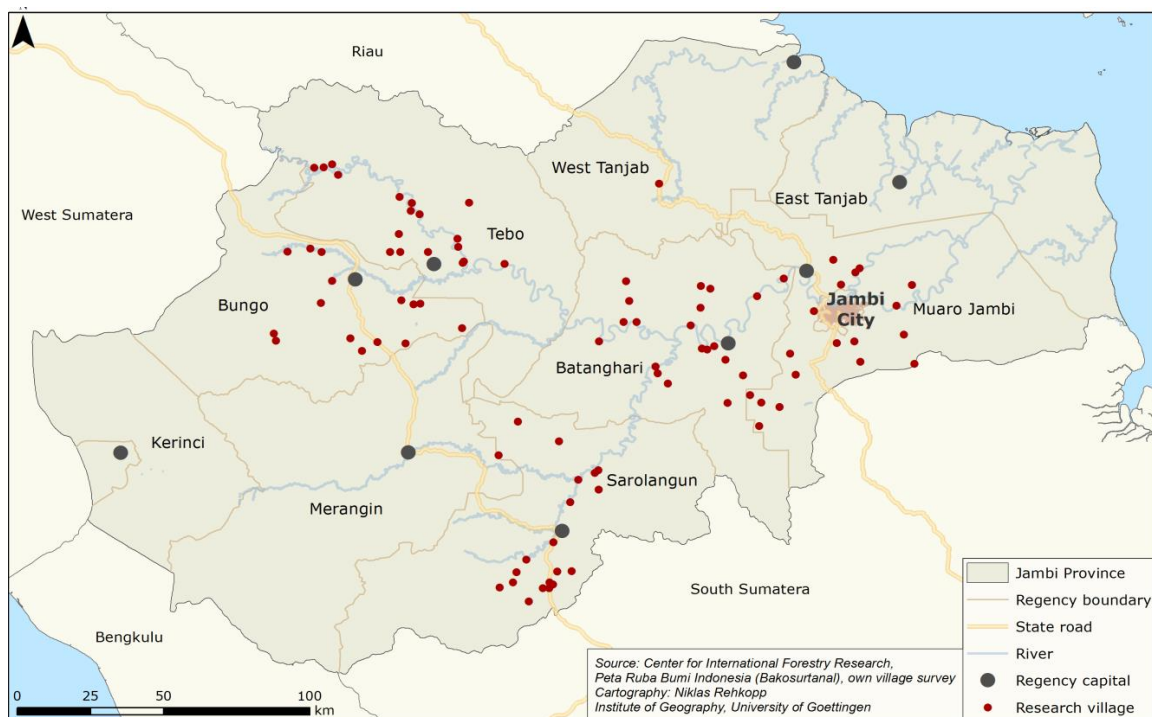 N
Riau
West Tanjab
East Tanjab
West Sumatera
Tebo
Bungo
Jambi
City
Muaro Jambi
Batanghari
Kerinci
Sarolangun
Merangin
South Sumatera
Bengkulu
Jambi Province
Regency boundary
State road
River
Regency capital
Research village
Source: Center for International Forestry Research,
Peta Ruba Bumi Indonesia (Bakosurtanal), own village survey
Cartography: Niklas Rehkopp
Institute of Geography, University of Goettingen
0 25 50 100
km